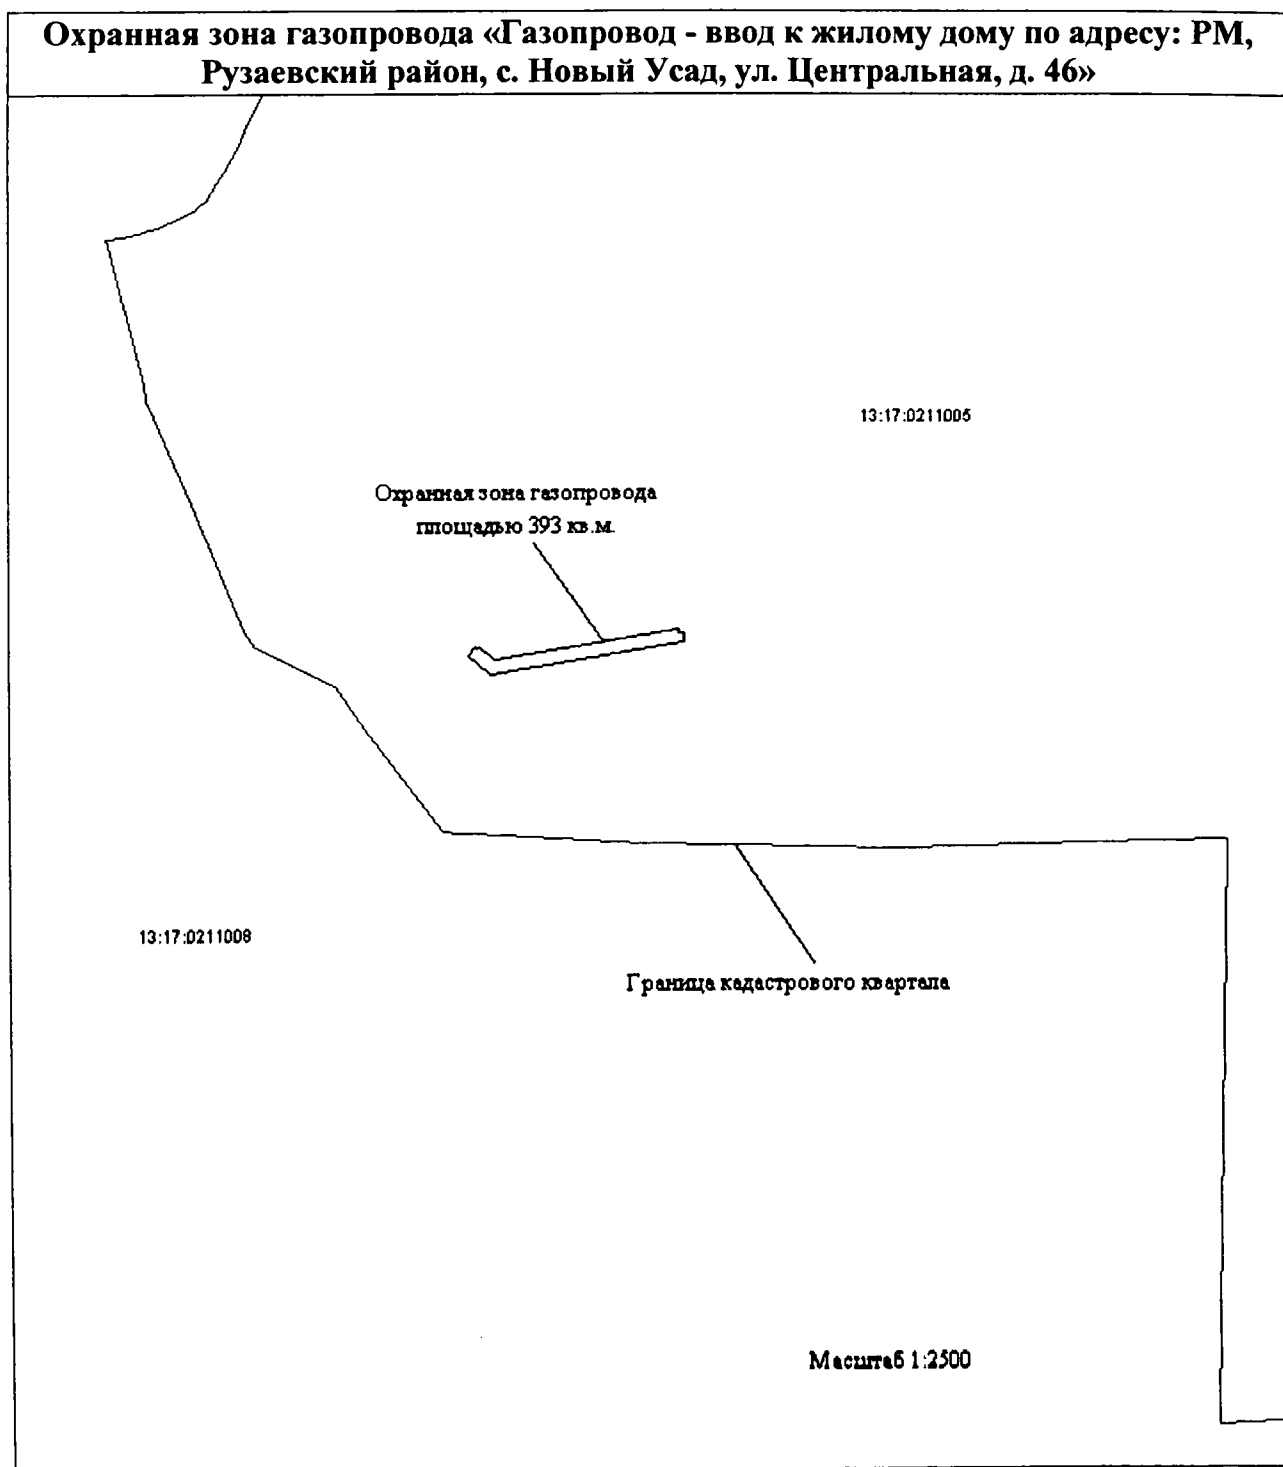 Охранная зона газопровода «Газопровод - ввод к жилому дому по адресу: РМ,
Рузаевский район, с. Новый Усад, ул. Центральная, д. 46»
13:17:0211005
Охранная зона газопровода
площадью 393 кв.м.
13:17:0211008
Граница кадастрового квартала
Масштаб 1:2500